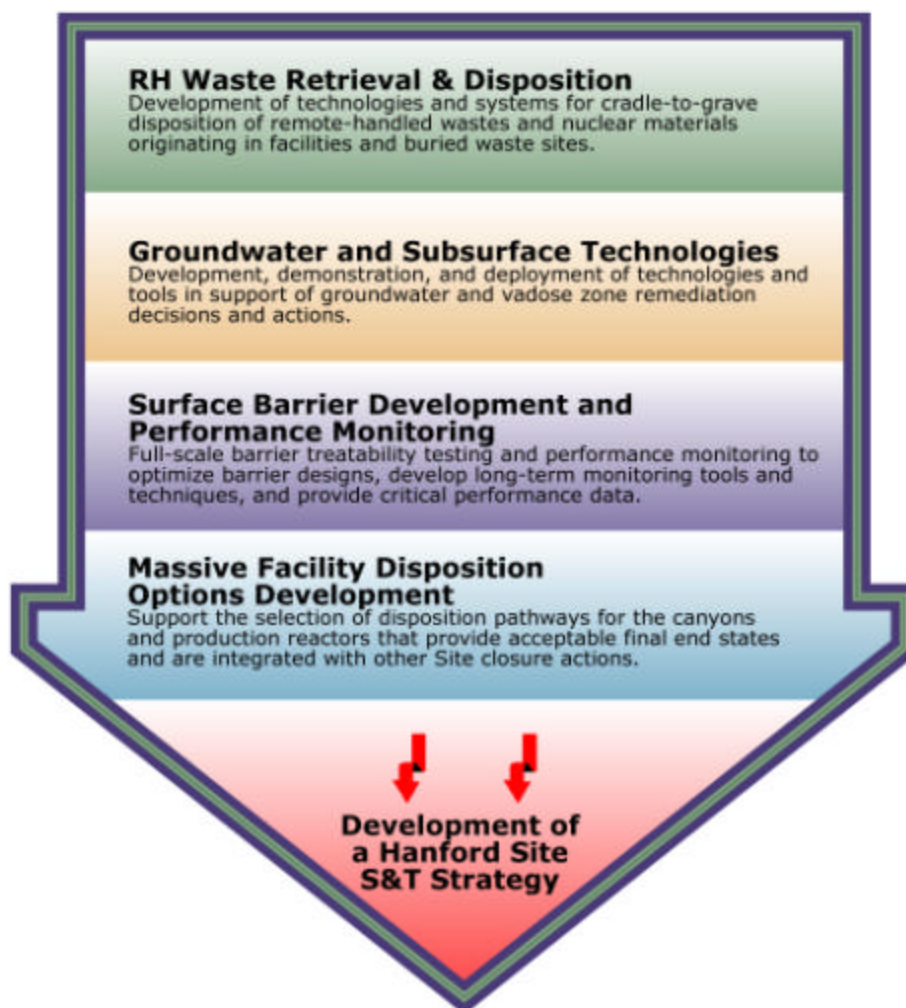 RH Waste Retrieval & Disposition
Development of technologies and systems for cradle-to-grave
disposition of remote-handled wastes and nuclear materials
originating in facilities and buried waste sites.
Groundwater and Subsurface Technologies
Development, demonstration, and deployment of technologies and
tools in support of groundwater and vadose zone remediation
decisions and actions.
Surface Barrier Development and
Performance Monitoring
Full-scale barrier treatability testing and performance monitoring to
optimize barrier designs, develop long-term monitoring tools and
techniques, and provide critical performance data.
Massive Facility Disposition
Options Development
Support the selection of disposition pathways for the canyons
and production reactors that provide acceptable final end states
and are integrated with other Site closure actions.
Development of
a Hanford Site
S&T Strategy